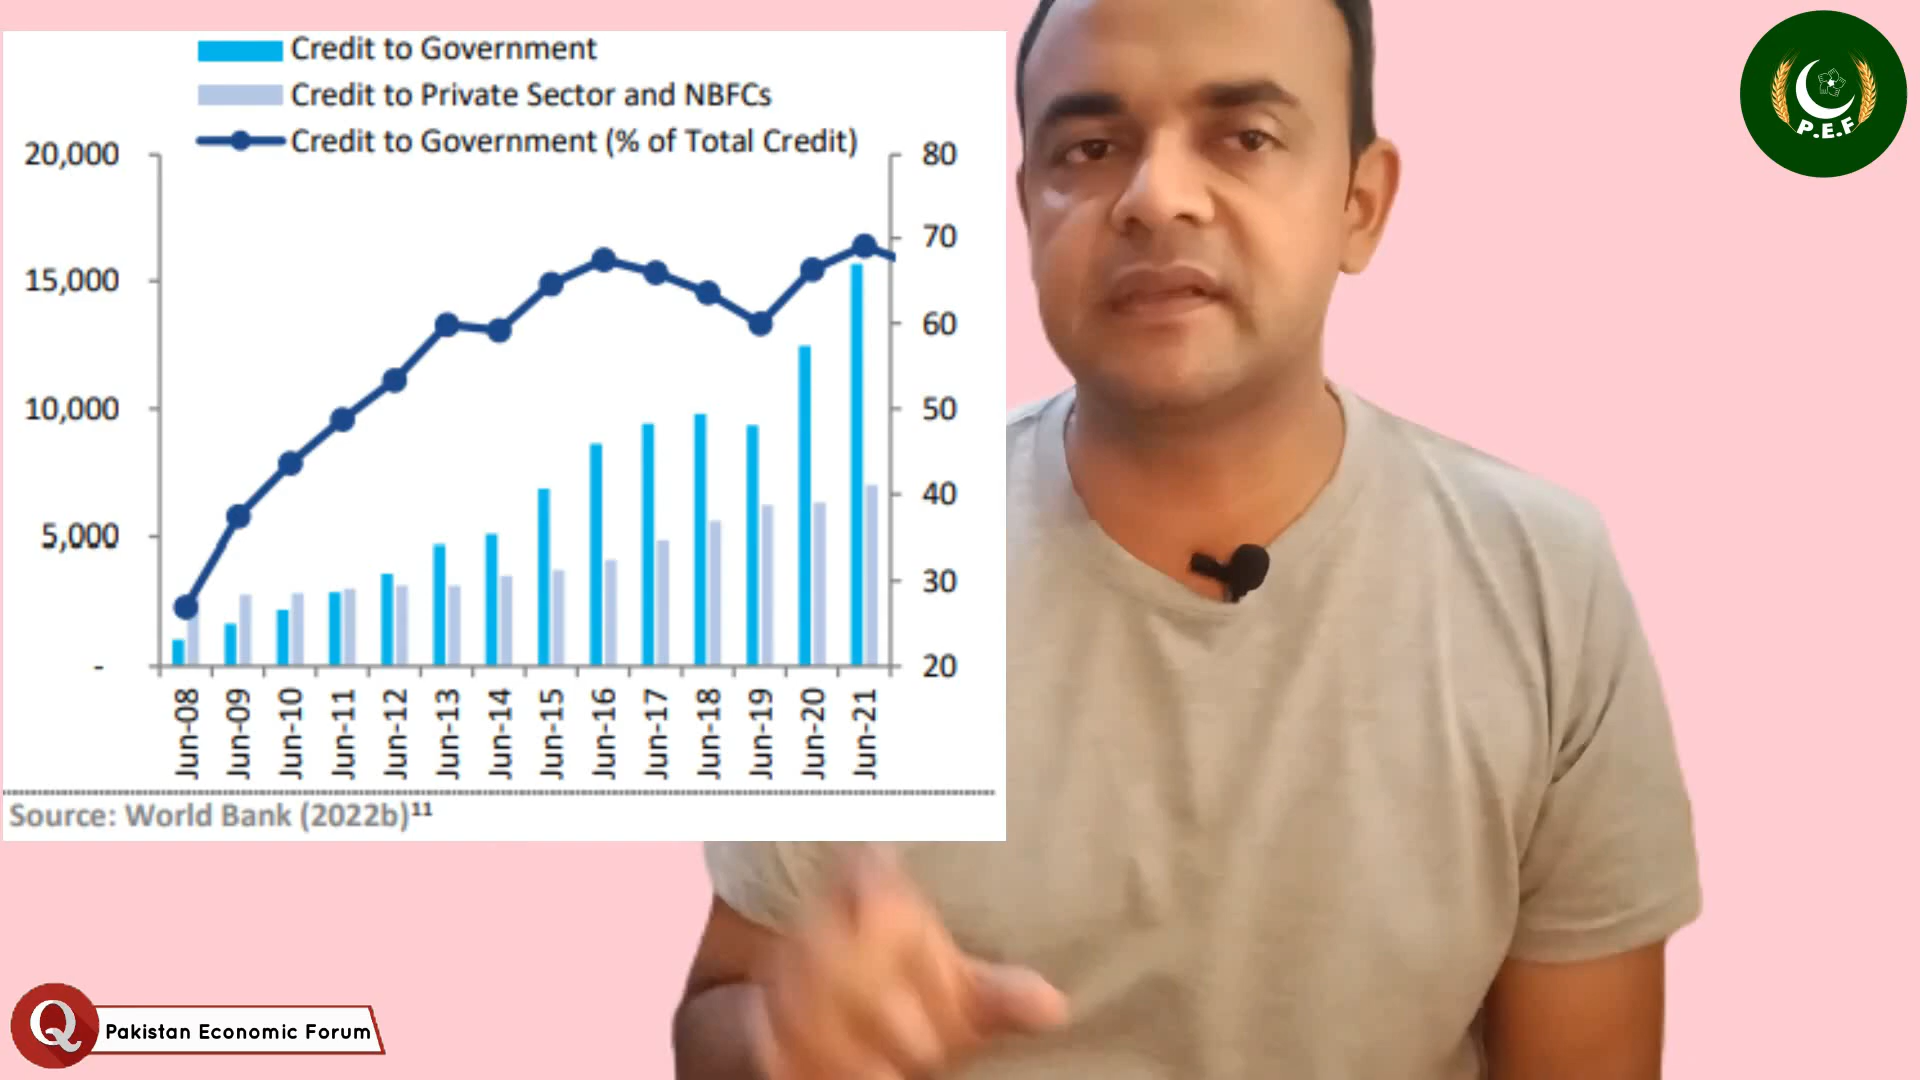 Credit to Government
Credit to Private Sector and NBFCs
Credit to Government (% of Total Credit)
20,000
15,000
10,000
5,000
-
80
70
60
50
40
30
20
Jun-08
Jun-09
Jun-10
Jun-11
Jun-12
Jun-13
Jun-14
Jun-15
Jun-16
Jun-17
Jun-18
Jun-19
Jun-20
Jun-21
Source: World Bank (2022b)¹¹
P.E.F
Q
Pakistan Economic Forum